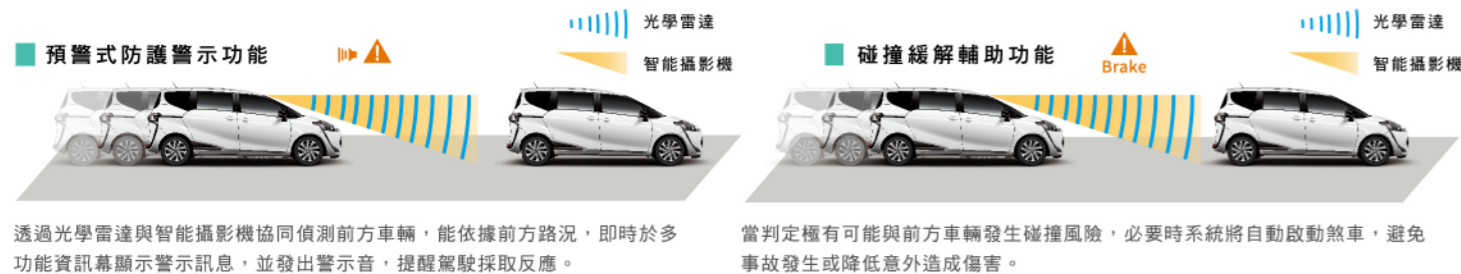 預警式防護警示功能
光學雷達
智能攝影機
透過光學雷達與智能攝影機協同偵測前方車輛，能依據前方路況，即時於多
功能資訊幕顯示警示訊息，並發出警示音，提醒駕駛採取反應。
碰撞緩解輔助功能
Brake
光學雷達
智能攝影機
當判定極有可能與前方車輛發生碰撞風險，必要時系統將自動啟動煞車，避免
事故發生或降低意外造成傷害。